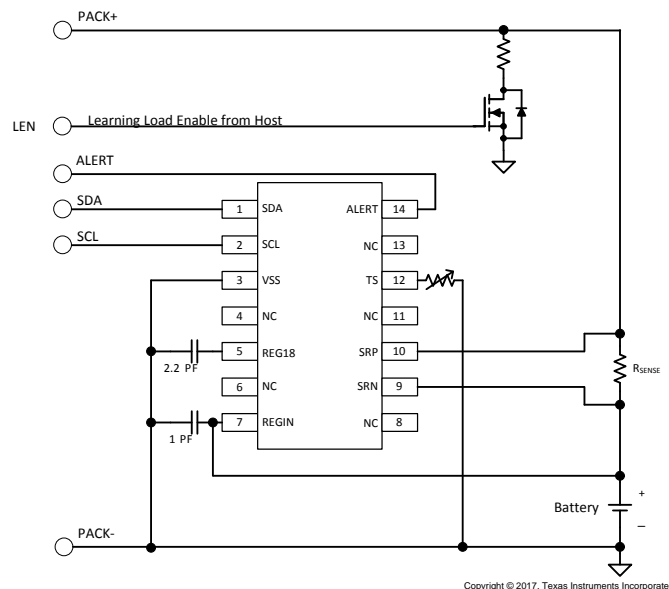 PACK+
LEN
Learning Load Enable from Host
ALERT
SDA
SCL
1 SDA
2 SCL
3 VSS
4 NC
5 REG18
6 NC
7 REGIN
ALERT 14
NC 13
TS 12
NC 11
SRP 10
SRN 9
NC 8
2.2 PF
1 PF
RSENSE
Battery
+
–
PACK-
Copyright © 2017, Texas Instruments Incorporate